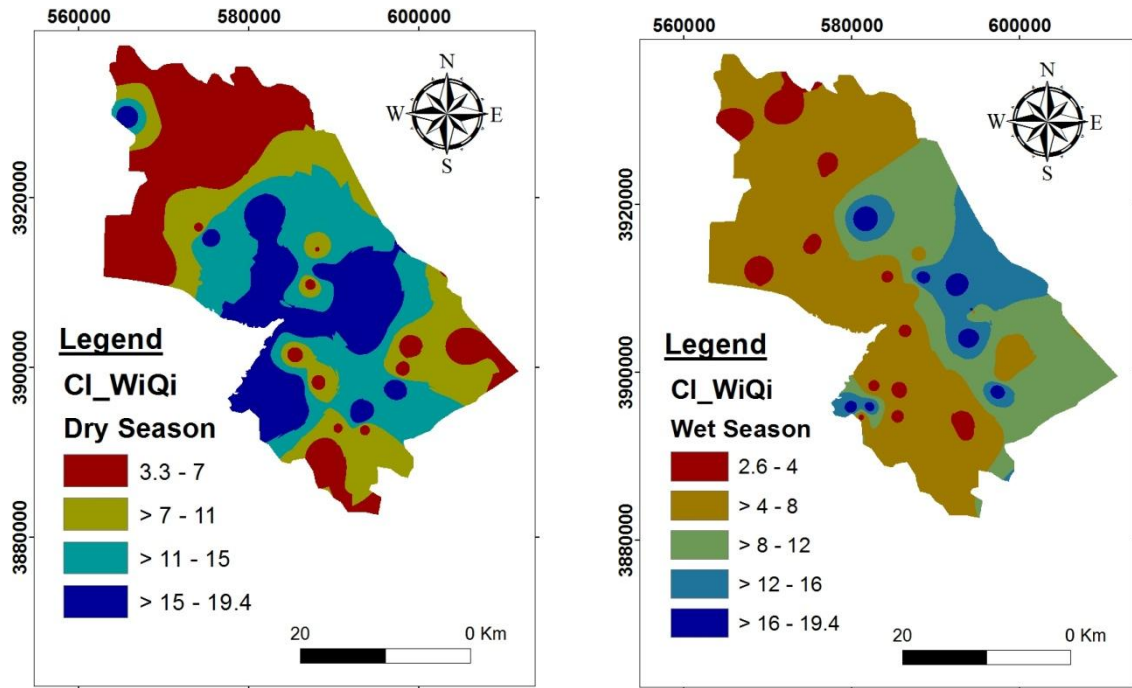 560000 580000 600000
3920000
3900000
3880000
N
W E
S
Legend
Cl_WiQi
Dry Season
3.3 - 7
> 7 - 11
> 11 - 15
> 15 - 19.4
20 0 Km
560000 580000 600000
3920000
3900000
3880000
N
W E
S
Legend
Cl_WiQi
Wet Season
2.6 - 4
> 4 - 8
> 8 - 12
> 12 - 16
> 16 - 19.4
20 0 Km